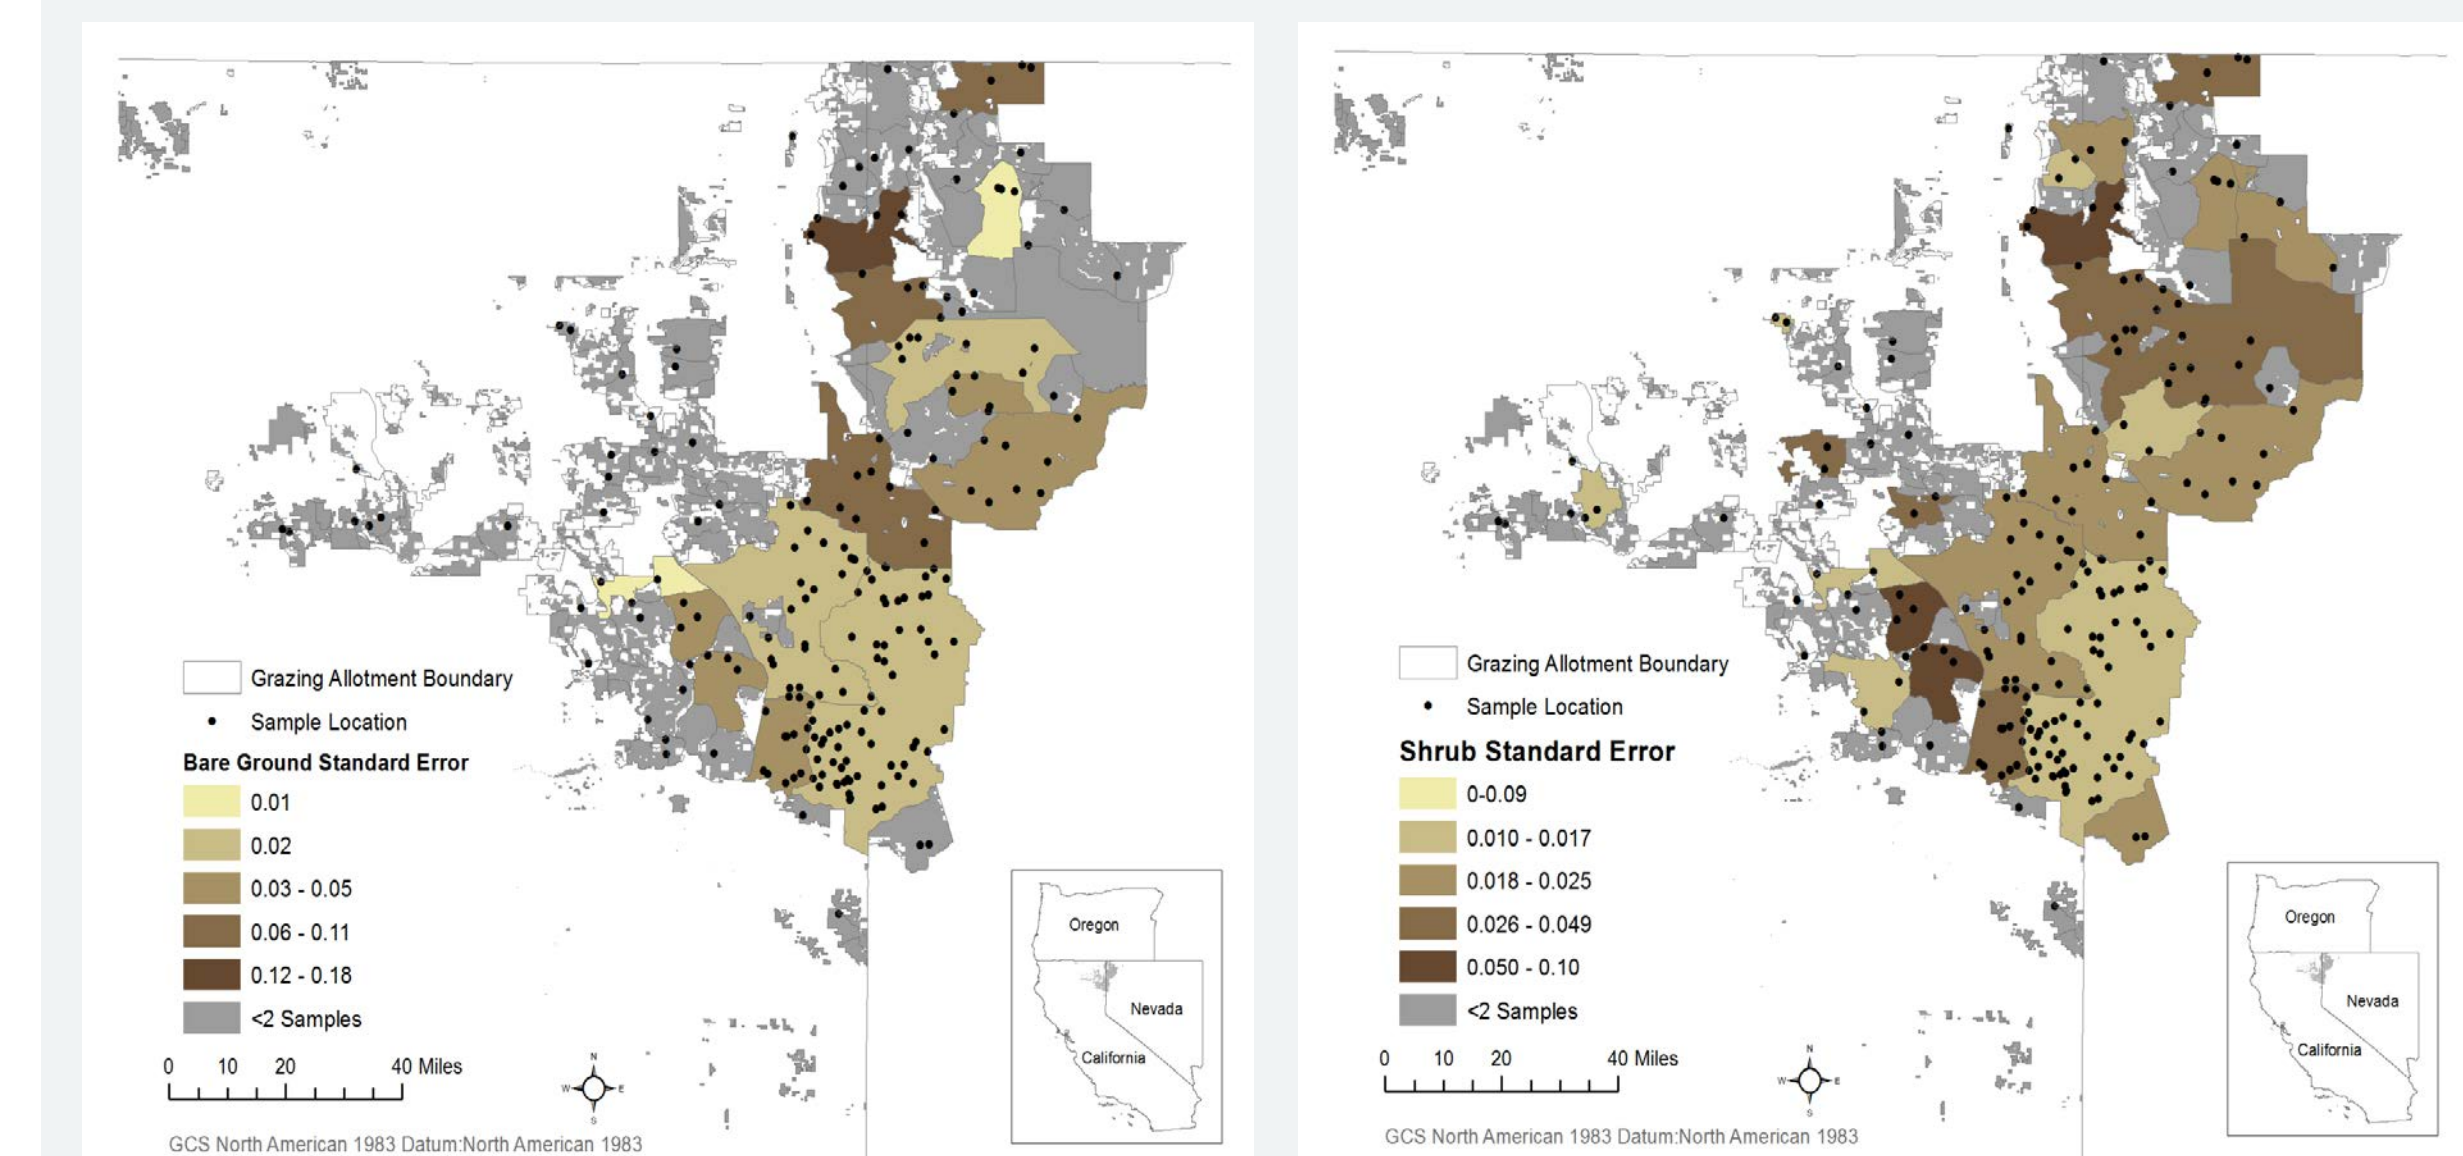 Grazing Allotment Boundary
Sample Location
Bare Ground Standard Error
0.01
0.02
0.03 - 0.05
0.06 - 0.11
0.12 - 0.18
<2 Samples
0 10 20 40 Miles
N
W E
S
GCS North American 1983 Datum:North American 1983
Oregon
Nevada
California
Grazing Allotment Boundary
Sample Location
Shrub Standard Error
0-0.09
0.010 - 0.017
0.018 - 0.025
0.026 - 0.049
0.050 - 0.10
<2 Samples
0 10 20 40 Miles
N
W E
S
GCS North American 1983 Datum:North American 1983
Oregon
Nevada
California